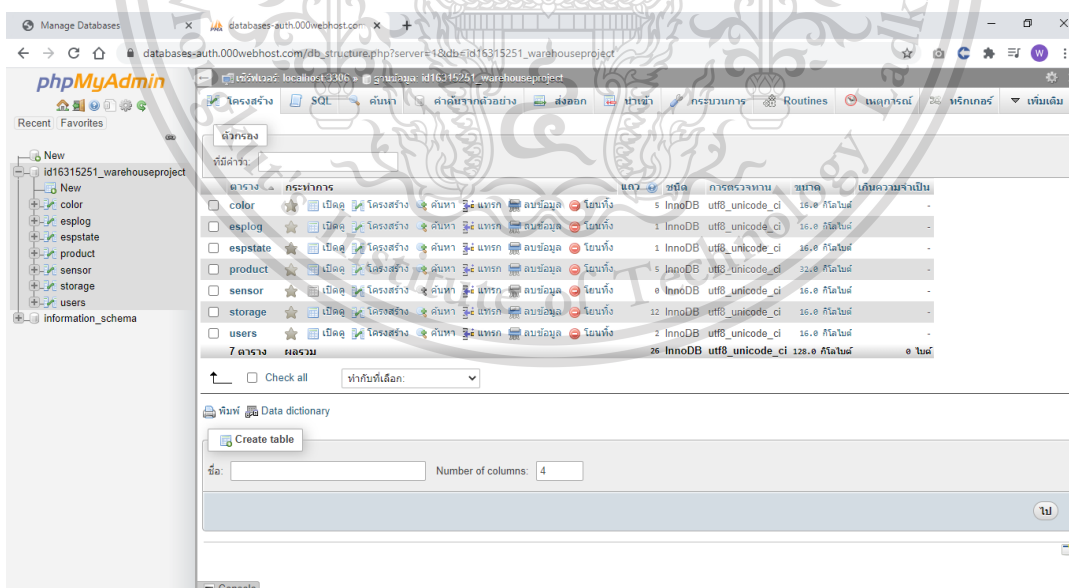 Manage Databases
databases-auth.000webhost.com
databases-auth.000webhost.com/db_structure.php?server=1&db=id16315251_warehouseproject
W
phpMyAdmin
Recent Favorites
New
id16315251_warehouseproject
New
color
esplog
espstate
product
sensor
storage
users
information_schema
เซิร์ฟเวอร์: localhost:3306 » ฐานข้อมูล: id16315251_warehouseproject
โครงสร้าง SQL ค้นหา ค้นหาจากตัวอย่าง ส่งออก นำเข้า กระบวนการ Routines เหตุการณ์ ทริกเกอร์ เพิ่มเติม
ตัวกรอง
ที่มีคำว่า:
ตาราง กระทำการ แถว ชนิด การตรวจทาน ขนาด เกินความจำเป็น
color เปิดดู โครงสร้าง ค้นหา แทรก ลบข้อมูล โยนทิ้ง 5 InnoDB utf8_unicode_ci 16.0 กิโลไบต์ -
esplog เปิดดู โครงสร้าง ค้นหา แทรก ลบข้อมูล โยนทิ้ง 1 InnoDB utf8_unicode_ci 16.0 กิโลไบต์ -
espstate เปิดดู โครงสร้าง ค้นหา แทรก ลบข้อมูล โยนทิ้ง 1 InnoDB utf8_unicode_ci 16.0 กิโลไบต์ -
product เปิดดู โครงสร้าง ค้นหา แทรก ลบข้อมูล โยนทิ้ง 5 InnoDB utf8_unicode_ci 32.0 กิโลไบต์ -
sensor เปิดดู โครงสร้าง ค้นหา แทรก ลบข้อมูล โยนทิ้ง 0 InnoDB utf8_unicode_ci 16.0 กิโลไบต์ -
storage เปิดดู โครงสร้าง ค้นหา แทรก ลบข้อมูล โยนทิ้ง 12 InnoDB utf8_unicode_ci 16.0 กิโลไบต์ -
users เปิดดู โครงสร้าง ค้นหา แทรก ลบข้อมูล โยนทิ้ง 2 InnoDB utf8_unicode_ci 16.0 กิโลไบต์ -
7 ตาราง ผลรวม 26 InnoDB utf8_unicode_ci 128.0 กิโลไบต์ 0 ไบต์
Check all ทำกับที่เลือก:
พิมพ์ Data dictionary
Create table
ชื่อ: Number of columns: 4
ไป
Console
Institute of Technology